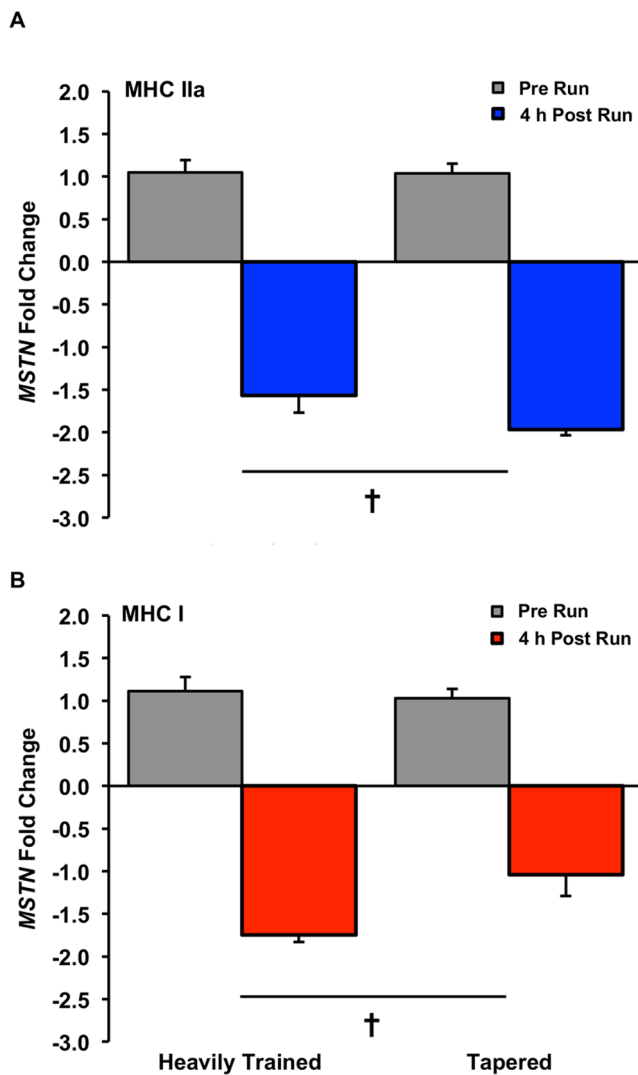 A
MHC IIa
Pre Run
4 h Post Run
2.0
1.5
1.0
0.5
0.0
-0.5
-1.0
-1.5
-2.0
-2.5
-3.0
MSTN Fold Change
†
B
MHC I
Pre Run
4 h Post Run
2.0
1.5
1.0
0.5
0.0
-0.5
-1.0
-1.5
-2.0
-2.5
-3.0
MSTN Fold Change
†
Heavily Trained Tapered